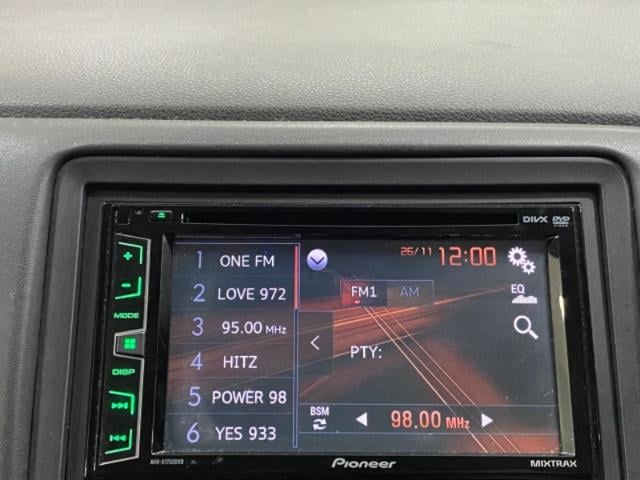 DIVX DVD VIDEO
26/11 12:00
1 ONE FM
2 LOVE 972
3 95.00 MHz
4 HITZ
5 POWER 98
6 YES 933
FM1 AM
EQ
PTY:
BSM
98.00 MHz
MODE
DISP
Pioneer
MIXTRAX